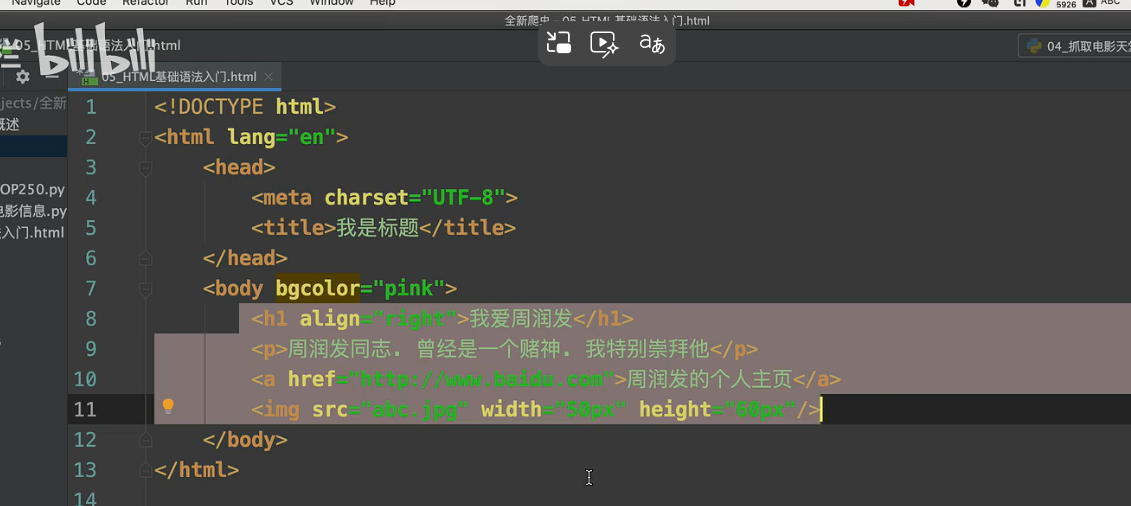 Navigate Code Refactor Run Tools VCS Window Help
5926 A ABC
全新爬虫 – 05_HTML基础语法入门.html
05_HTML基础语法入门.html
bilibili
04_抓取电影天
05_HTML基础语法入门.html
jects/全新
概述
OP250.py
电影信息.py
入门.html
1 <!DOCTYPE html>
2 <html lang="en">
3 <head>
4 <meta charset="UTF-8">
5 <title>我是标题</title>
6 </head>
7 <body bgcolor="pink">
8 <h1 align="right">我爱周润发</h1>
9 <p>周润发同志. 曾经是一个赌神. 我特别崇拜他</p>
10 <a href="http://www.baidu.com">周润发的个人主页</a>
11 <img src="abc.jpg" width="50px" height="60px"/>
12 </body>
13 </html>
14